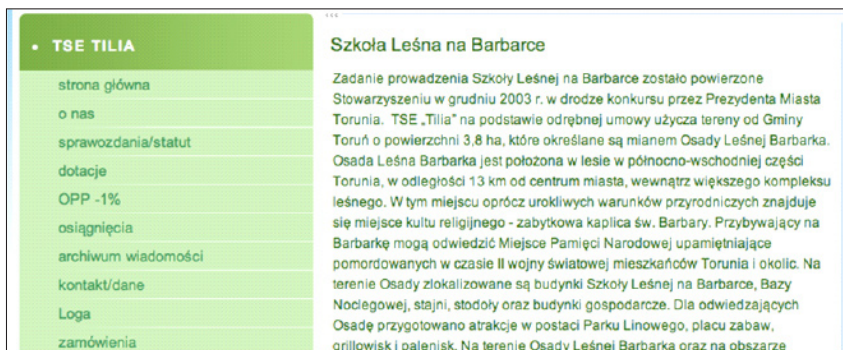 TSE TILIA
strona główna
o nas
sprawozdania/statut
dotacje
OPP -1%
osiągnięcia
archiwum wiadomości
kontakt/dane
Loga
zamówienia
Szkoła Leśna na Barbarce
Zadanie prowadzenia Szkoły Leśnej na Barbarce zostało powierzone
Stowarzyszeniu w grudniu 2003 r. w drodze konkursu przez Prezydenta Miasta
Torunia. TSE „Tilia" na podstawie odrębnej umowy użycza tereny od Gminy
Toruń o powierzchni 3,8 ha, które określane są mianem Osady Leśnej Barbarka.
Osada Leśna Barbarka jest położona w lesie w północno-wschodniej części
Torunia, w odległości 13 km od centrum miasta, wewnątrz większego kompleksu
leśnego. W tym miejscu oprócz urokliwych warunków przyrodniczych znajduje
się miejsce kultu religijnego - zabytkowa kaplica św. Barbary. Przybywający na
Barbarkę mogą odwiedzić Miejsce Pamięci Narodowej upamiętniające
pomordowanych w czasie II wojny światowej mieszkańców Torunia i okolic. Na
terenie Osady zlokalizowane są budynki Szkoły Leśnej na Barbarce, Bazy
Noclegowej, stajni, stodoły oraz budynki gospodarcze. Dla odwiedzających
Osadę przygotowano atrakcje w postaci Parku Linowego, placu zabaw,
grillowisk i palenisk. Na terenie Osady Leśnej Barbarka oraz na obszarze